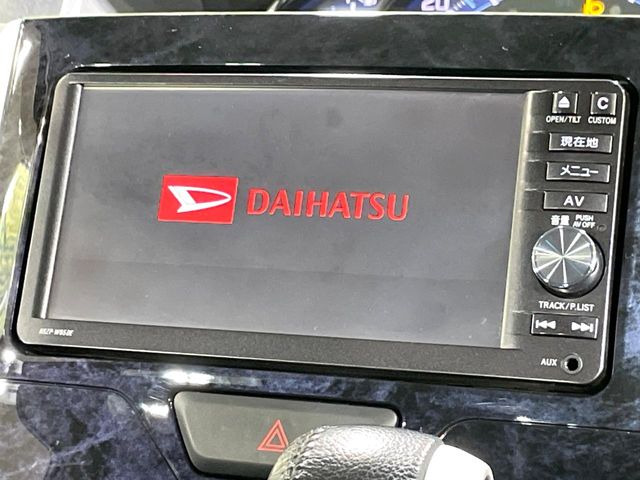 20
OPEN/TILT
C
CUSTOM
現在地
メニュー
AV
音量
PUSH
AV OFF
DAIHATSU
TRACK/P.LIST
AUX